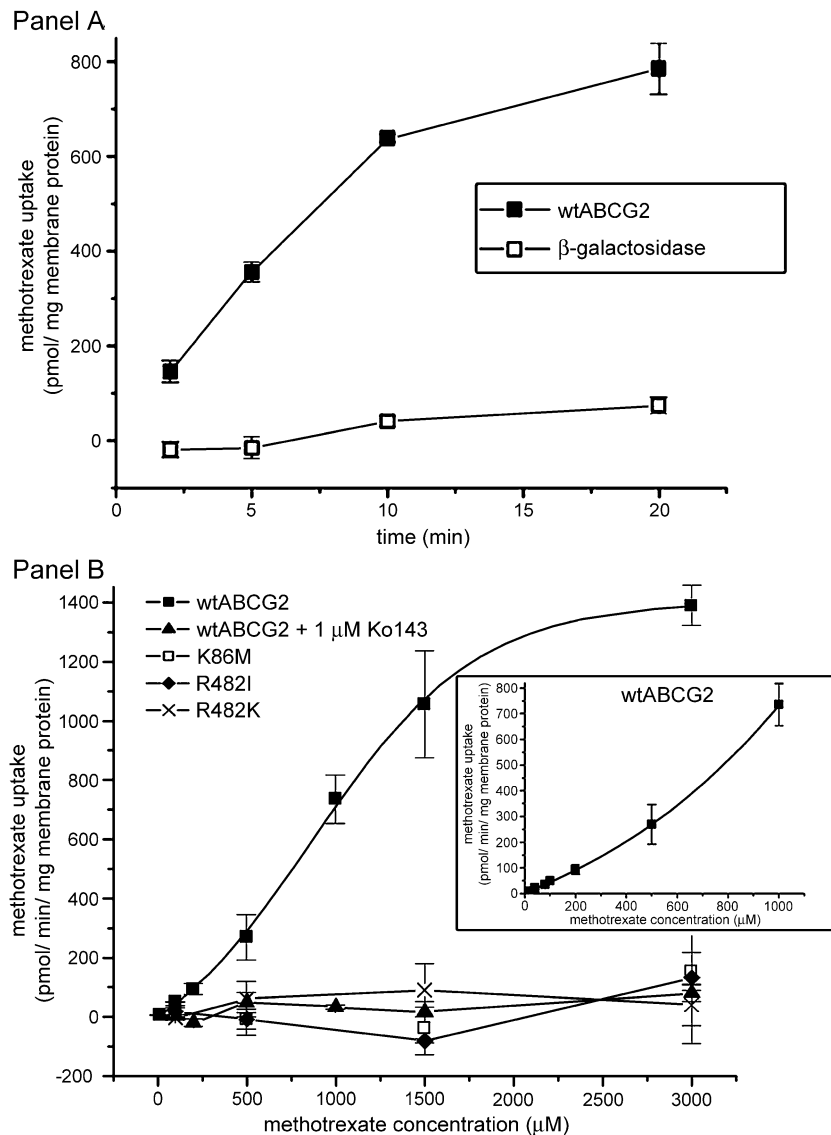 Panel A
800
600
400
200
0
methotrexate uptake
(pmol/ mg membrane protein)
wtABCG2
β-galactosidase
0 5 10 15 20
time (min)
Panel B
wtABCG2
wtABCG2 + 1 μM Ko143
K86M
R482I
R482K
1400
1200
1000
800
600
400
200
0
-200
methotrexate uptake
(pmol/ min/ mg membrane protein)
0 500 1000 1500 2000 2500 3000
methotrexate concentration (μM)
wtABCG2
800
700
600
500
400
300
200
100
0
methotrexate uptake
(pmol/ min/ mg membrane protein)
0 200 400 600 800 1000
methotrexate concentration (μM)